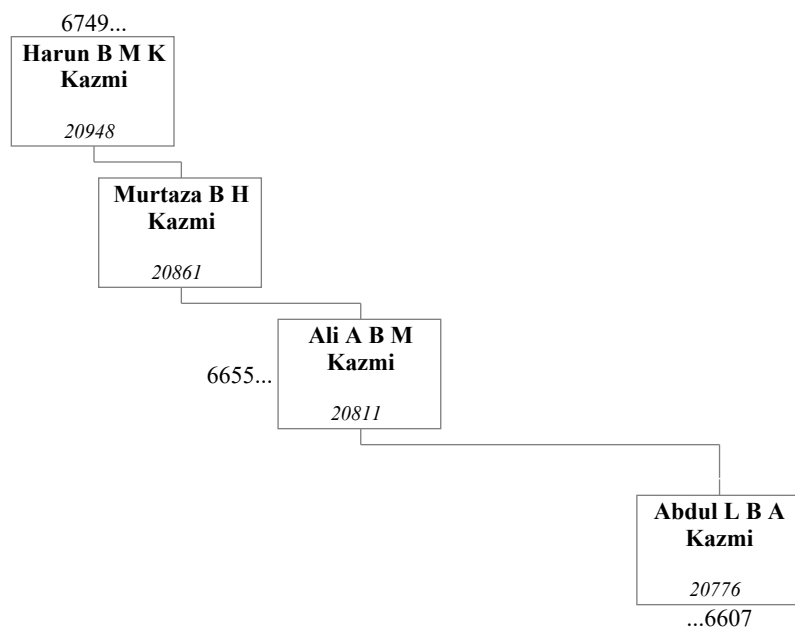 6749...
Harun B M K
Kazmi
20948
Murtaza B H
Kazmi
20861
Ali A B M
Kazmi
6655...
20811
Abdul L B A
Kazmi
20776
...6607